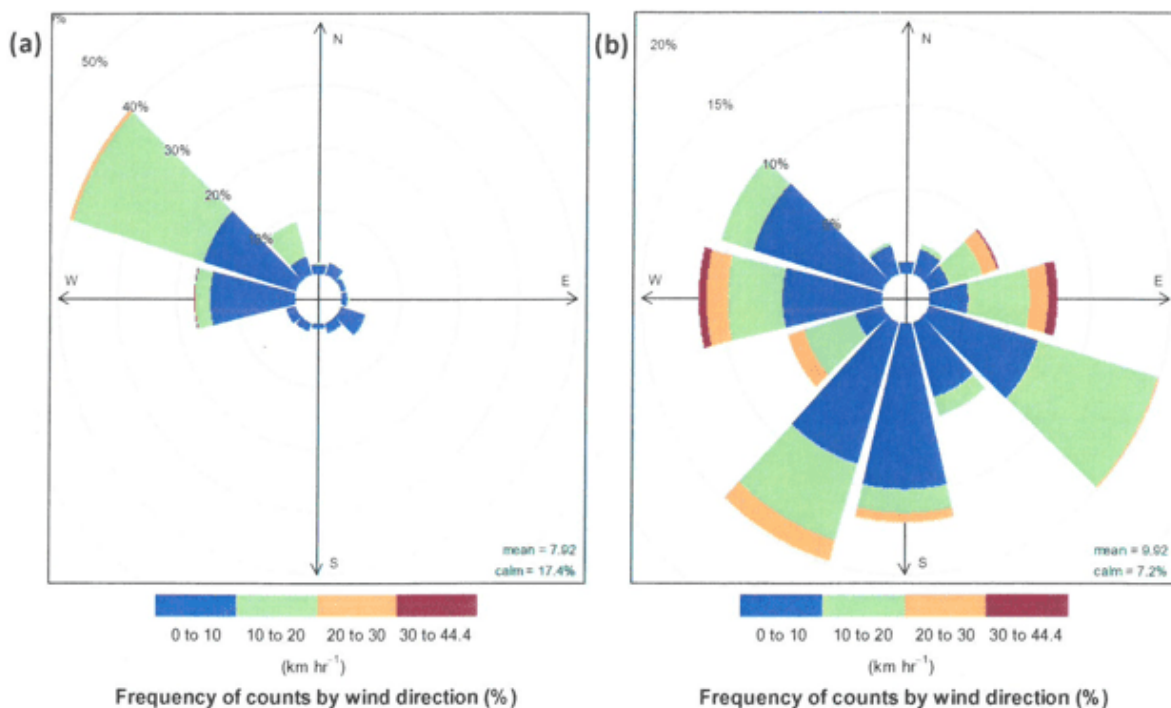 (a)
%
N
50%
40%
30%
20%
W
E
S
mean = 7.92
calm = 17.4%
0 to 10
10 to 20
20 to 30
30 to 44.4
(km hr⁻¹)
Frequency of counts by wind direction (%)
(b)
20%
N
15%
10%
W
E
S
mean = 9.92
calm = 7.2%
0 to 10
10 to 20
20 to 30
30 to 44.4
(km hr⁻¹)
Frequency of counts by wind direction (%)